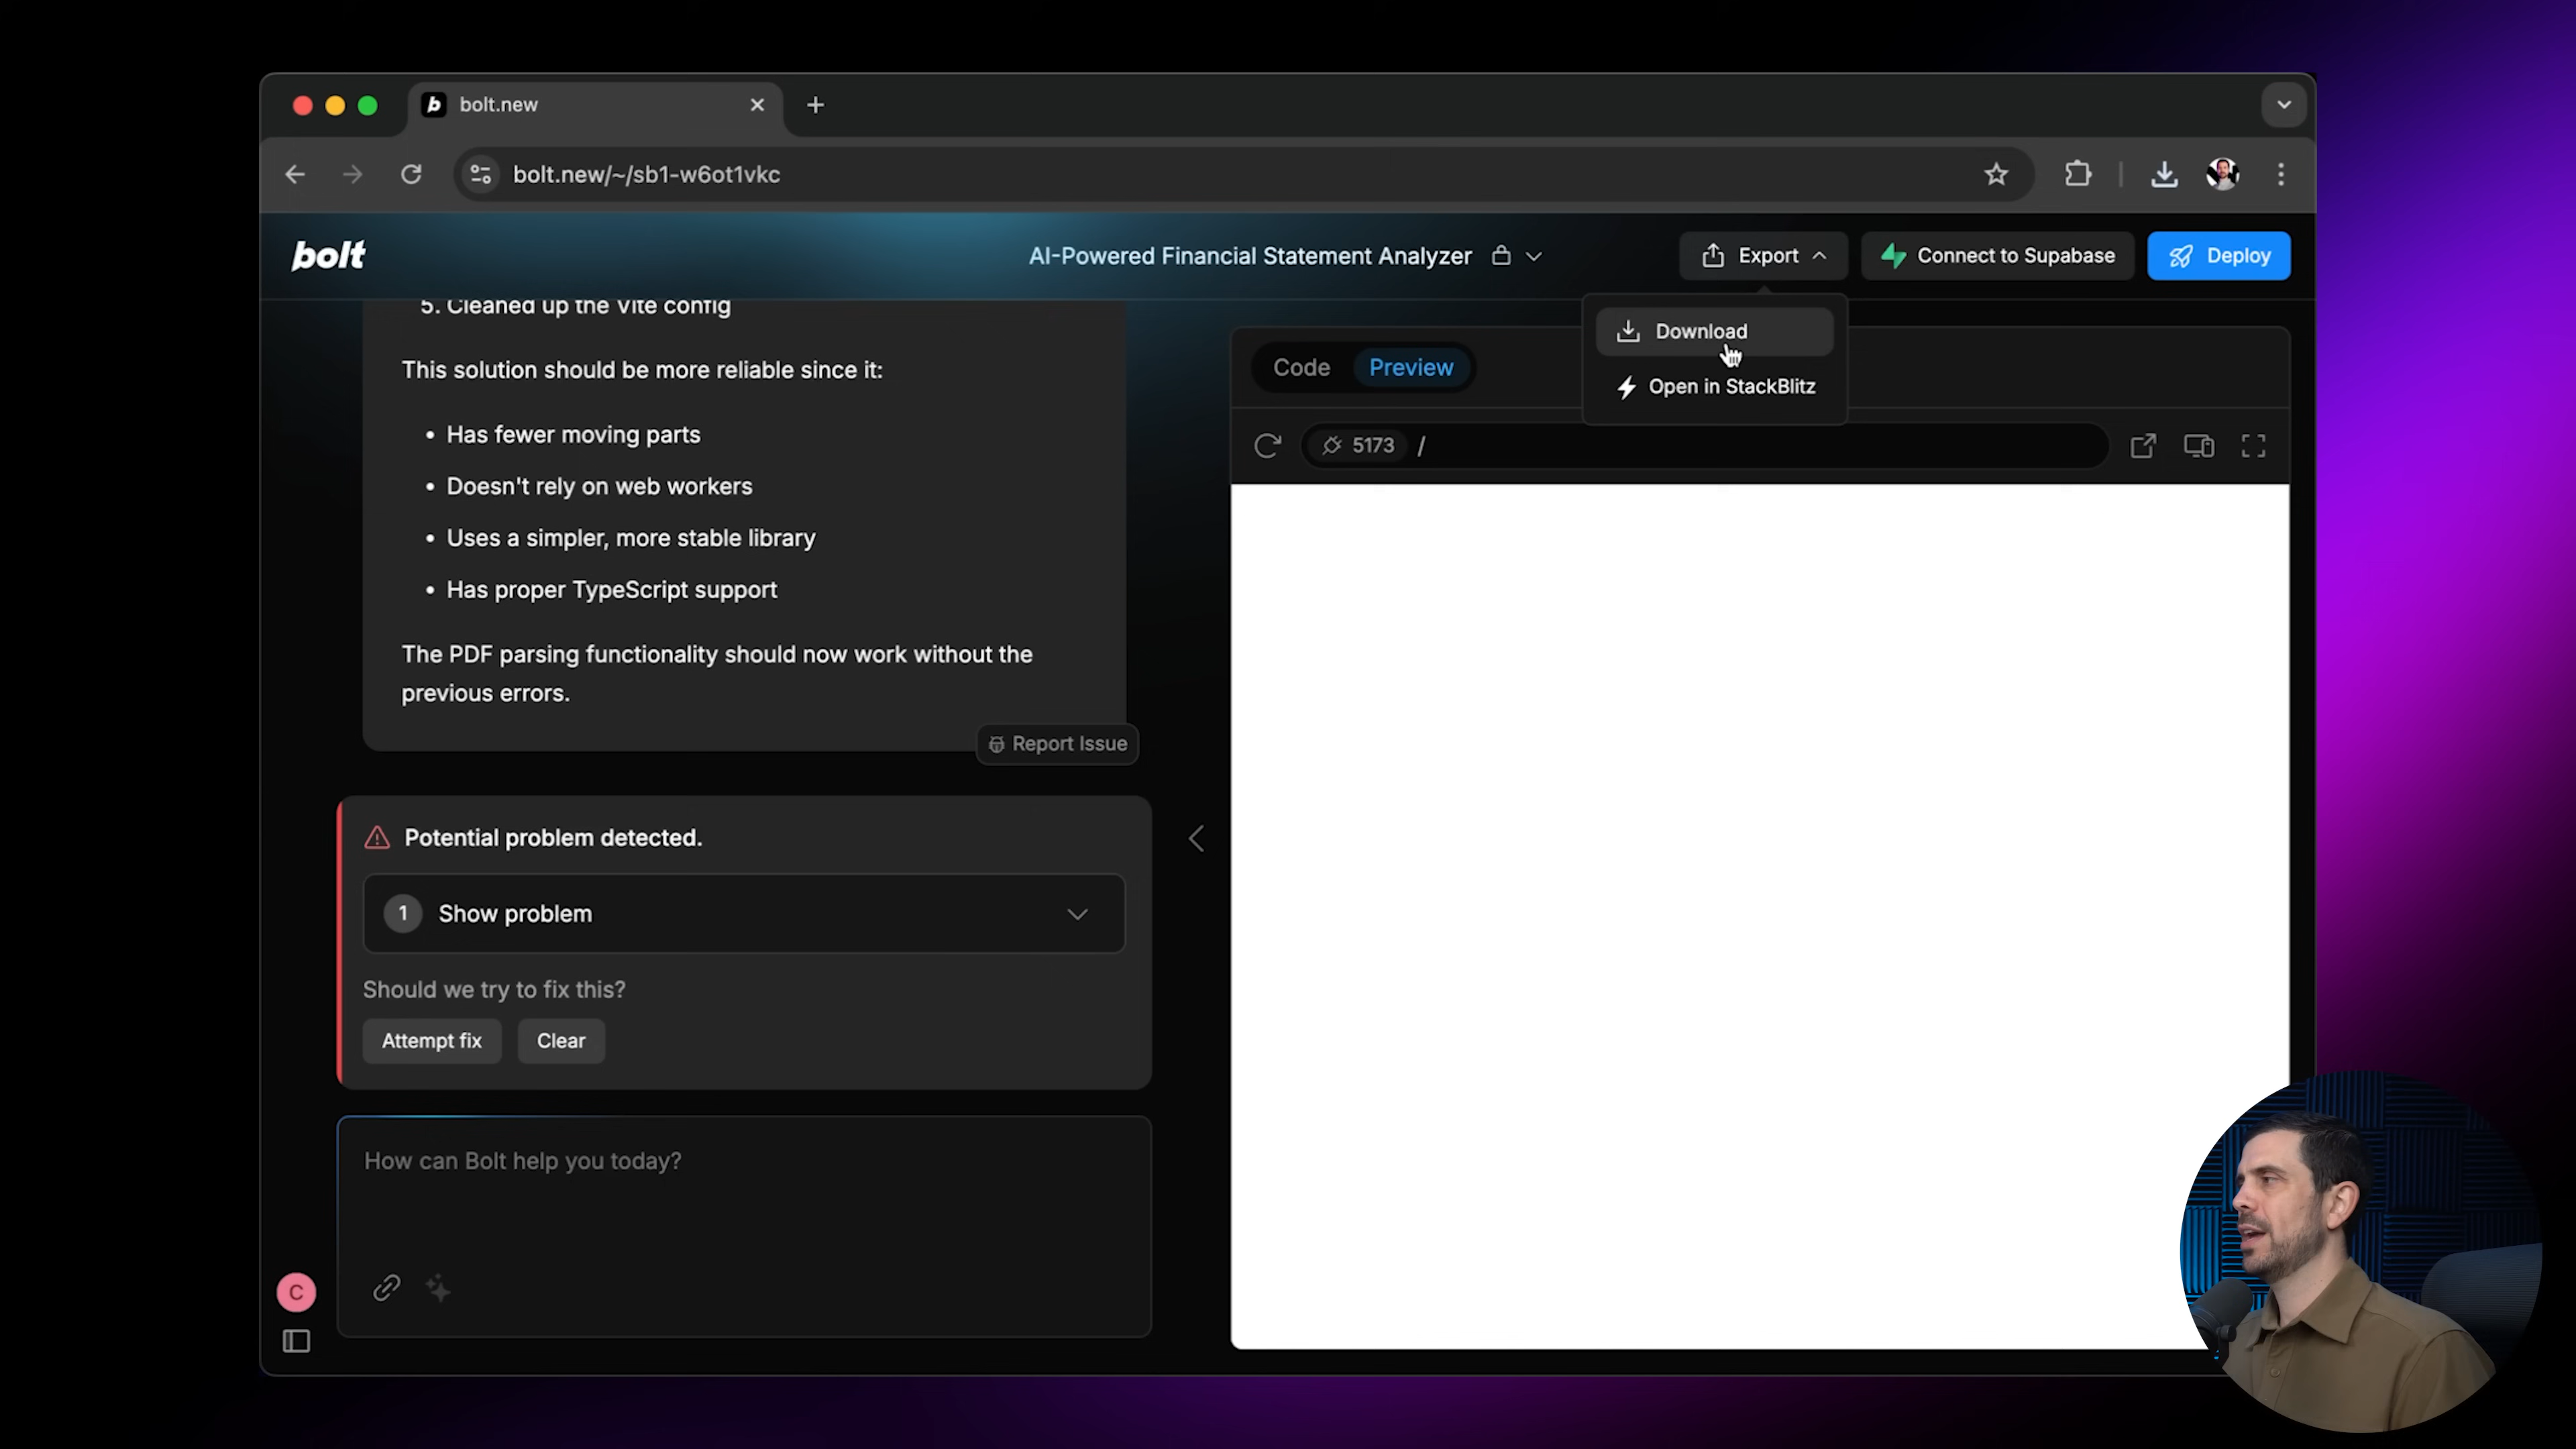 bolt.new
bolt.new/~/sb1-w6ot1vkc
bolt
AI-Powered Financial Statement Analyzer
Export
Connect to Supabase
Deploy
Download
Open in StackBlitz
5. Cleaned up the Vite config
This solution should be more reliable since it:
• Has fewer moving parts
• Doesn't rely on web workers
• Uses a simpler, more stable library
• Has proper TypeScript support
The PDF parsing functionality should now work without the
previous errors.
Report Issue
Potential problem detected.
1 Show problem
Should we try to fix this?
Attempt fix
Clear
How can Bolt help you today?
C
Code
Preview
5173 /